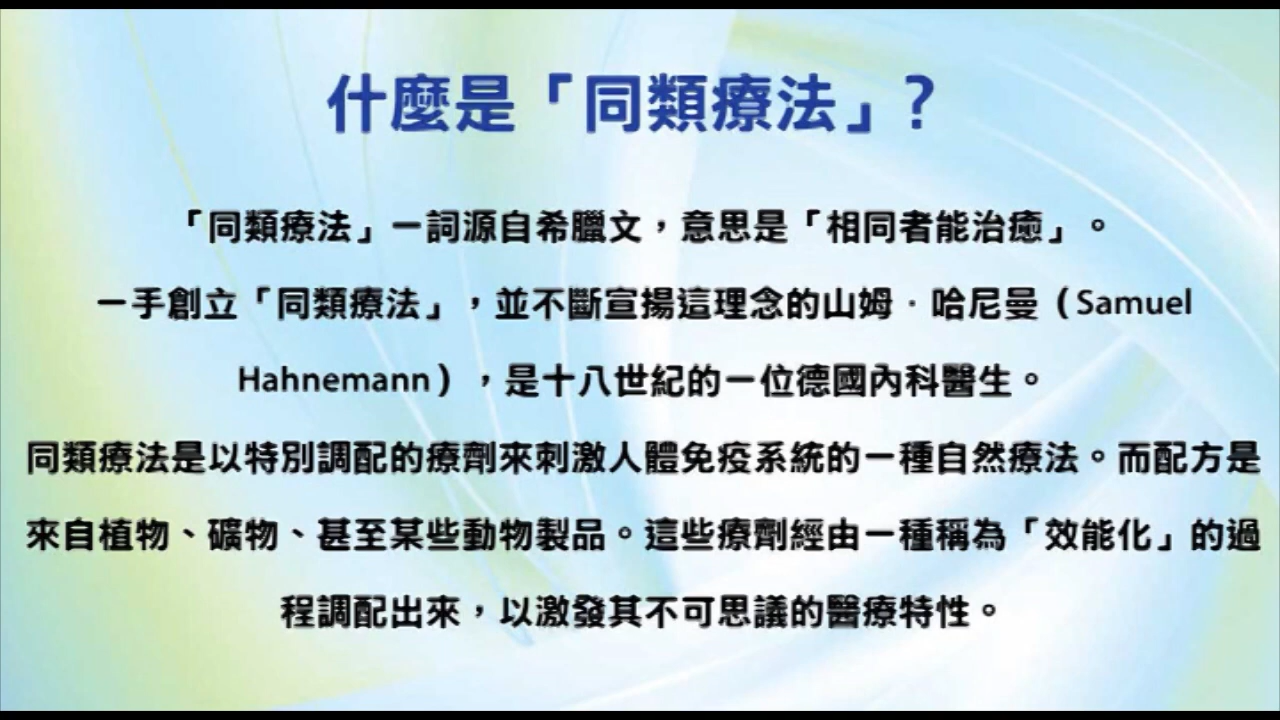 什麼是「同類療法」?
「同類療法」一詞源自希臘文，意思是「相同者能治癒」。
一手創立「同類療法」，並不斷宣揚這理念的山姆．哈尼曼（Samuel
Hahnemann），是十八世紀的一位德國內科醫生。
同類療法是以特別調配的療劑來刺激人體免疫系統的一種自然療法。而配方是
來自植物、礦物、甚至某些動物製品。這些療劑經由一種稱為「效能化」的過
程調配出來，以激發其不可思議的醫療特性。